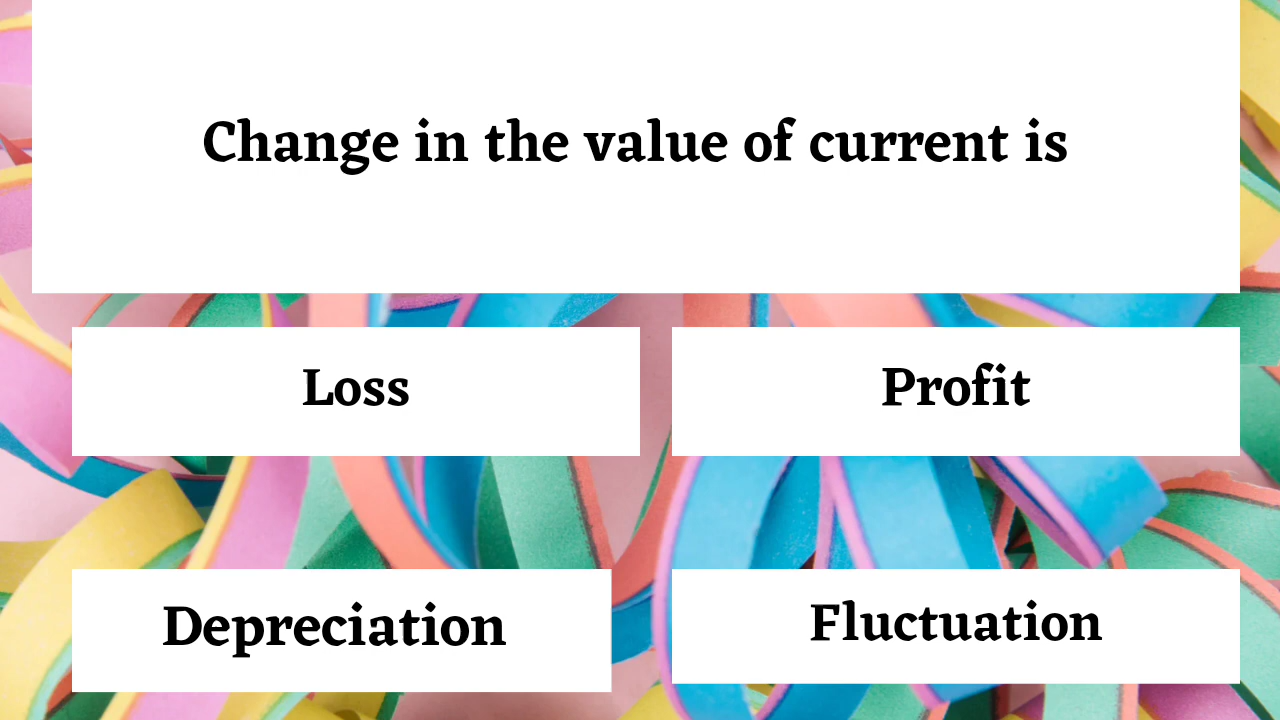 Change in the value of current is
Loss
Profit
Depreciation
Fluctuation